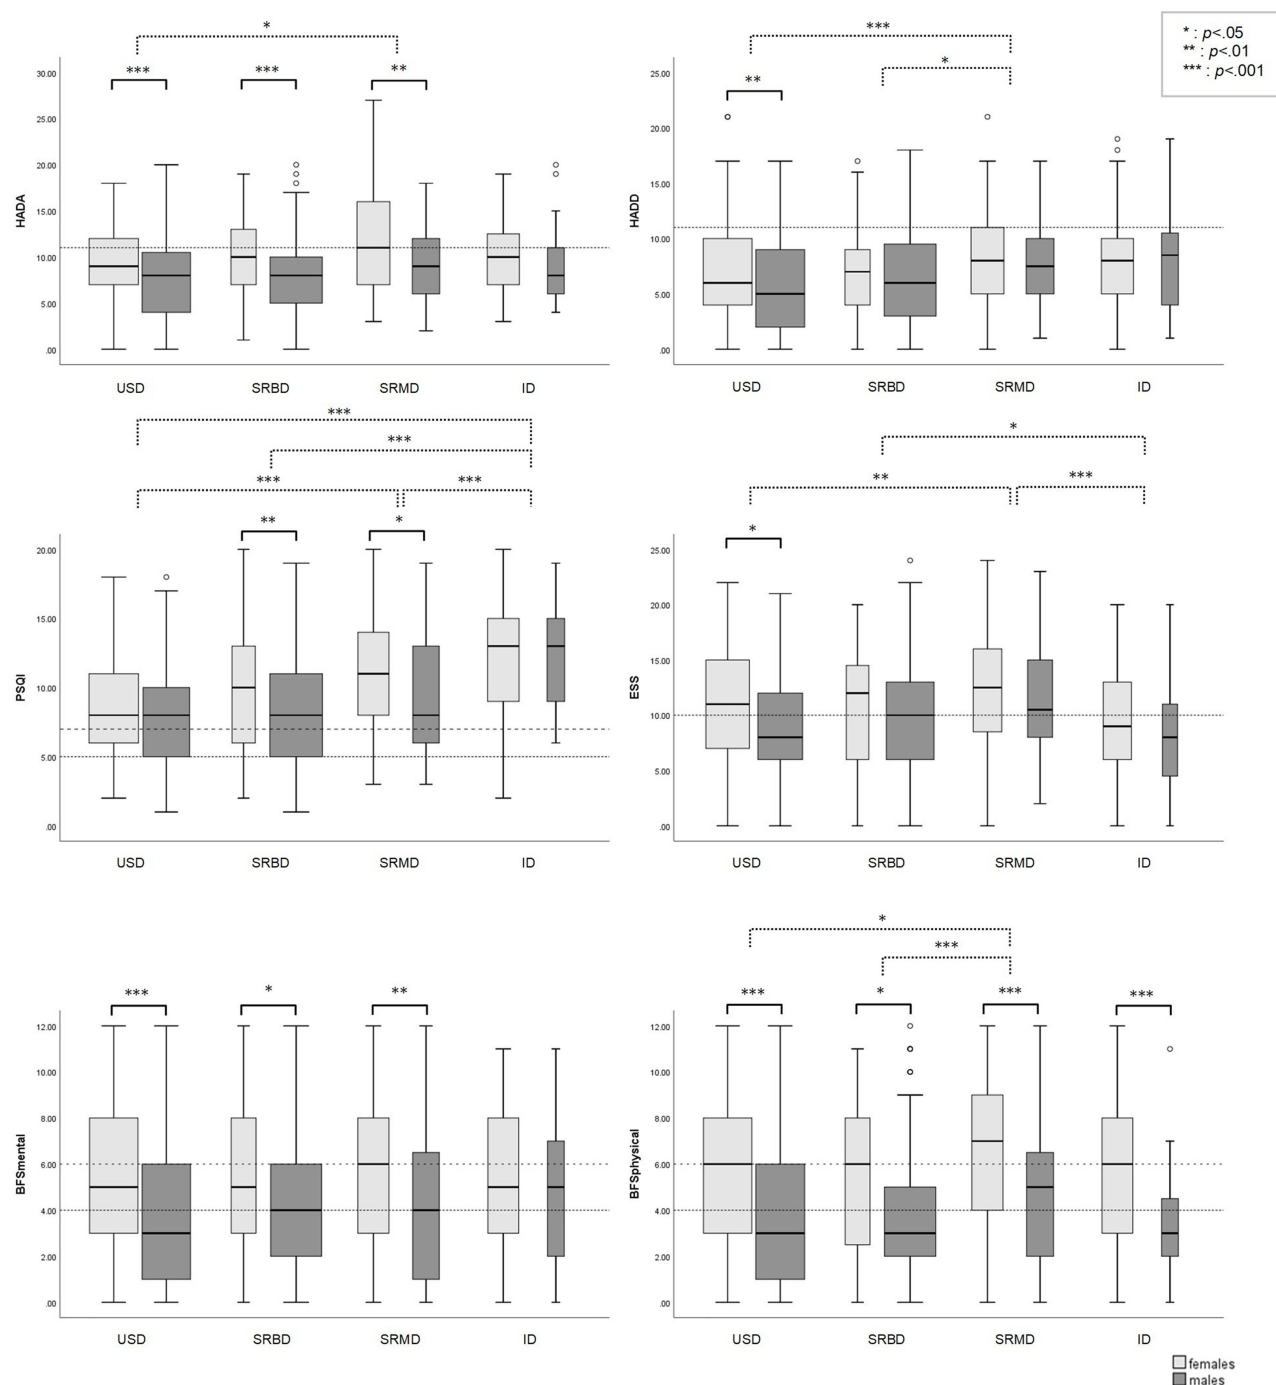 * : p<.05
** : p<.01
*** : p<.001
*
*** *** **
HADA
30.00
25.00
20.00
15.00
10.00
5.00
.00
USD SRBD SRMD ID
***
*
**
HADD
25.00
20.00
15.00
10.00
5.00
.00
USD SRBD SRMD ID
***
***
*** ***
** *
PSQI
20.00
15.00
10.00
5.00
.00
USD SRBD SRMD ID
*
** ***
*
ESS
25.00
20.00
15.00
10.00
5.00
.00
USD SRBD SRMD ID
*** * **
BFSmental
12.00
10.00
8.00
6.00
4.00
2.00
.00
USD SRBD SRMD ID
*
***
*** * *** ***
BFSphysical
12.00
10.00
8.00
6.00
4.00
2.00
.00
USD SRBD SRMD ID
females
males